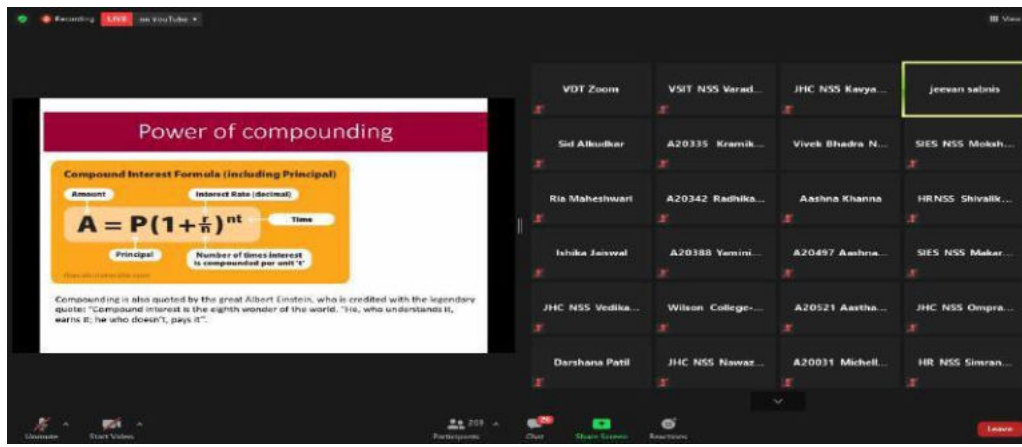 Recording LIVE on YouTube
View
Power of compounding
Compound Interest Formula (including Principal)
Amount
Interest Rate (decimal)
A = P(1+r/n)^nt
Time
Principal
Number of times interest
is compounded per unit 't'
Compounding is also quoted by the great Albert Einstein, who is credited with the legendary
quote: "Compound interest is the eighth wonder of the world. "He, who understands it,
earns it; he who doesn't, pays it".
VDT Zoom
VSIT NSS Varad...
JHC NSS Kavya...
jeevan sabnis
Sid Alkudkar
A20335 Kramik...
Vivek Bhadra N...
SIES NSS Moksh...
Ria Maheshwari
A20342 Radhika...
Aashna Khanna
HRNSS Shivalik...
Ishika Jaiswal
A20388 Yamini...
A20497 Aashna...
SIES NSS Makar...
JHC NSS Vedika...
Wilson College-...
A20521 Aastha...
JHC NSS Ompra...
Darshana Patil
JHC NSS Nawaz...
A20031 Michell...
HR NSS Simran...
Unmute
Start Video
203
Participants
Chat
Share Screen
Reactions
Leave